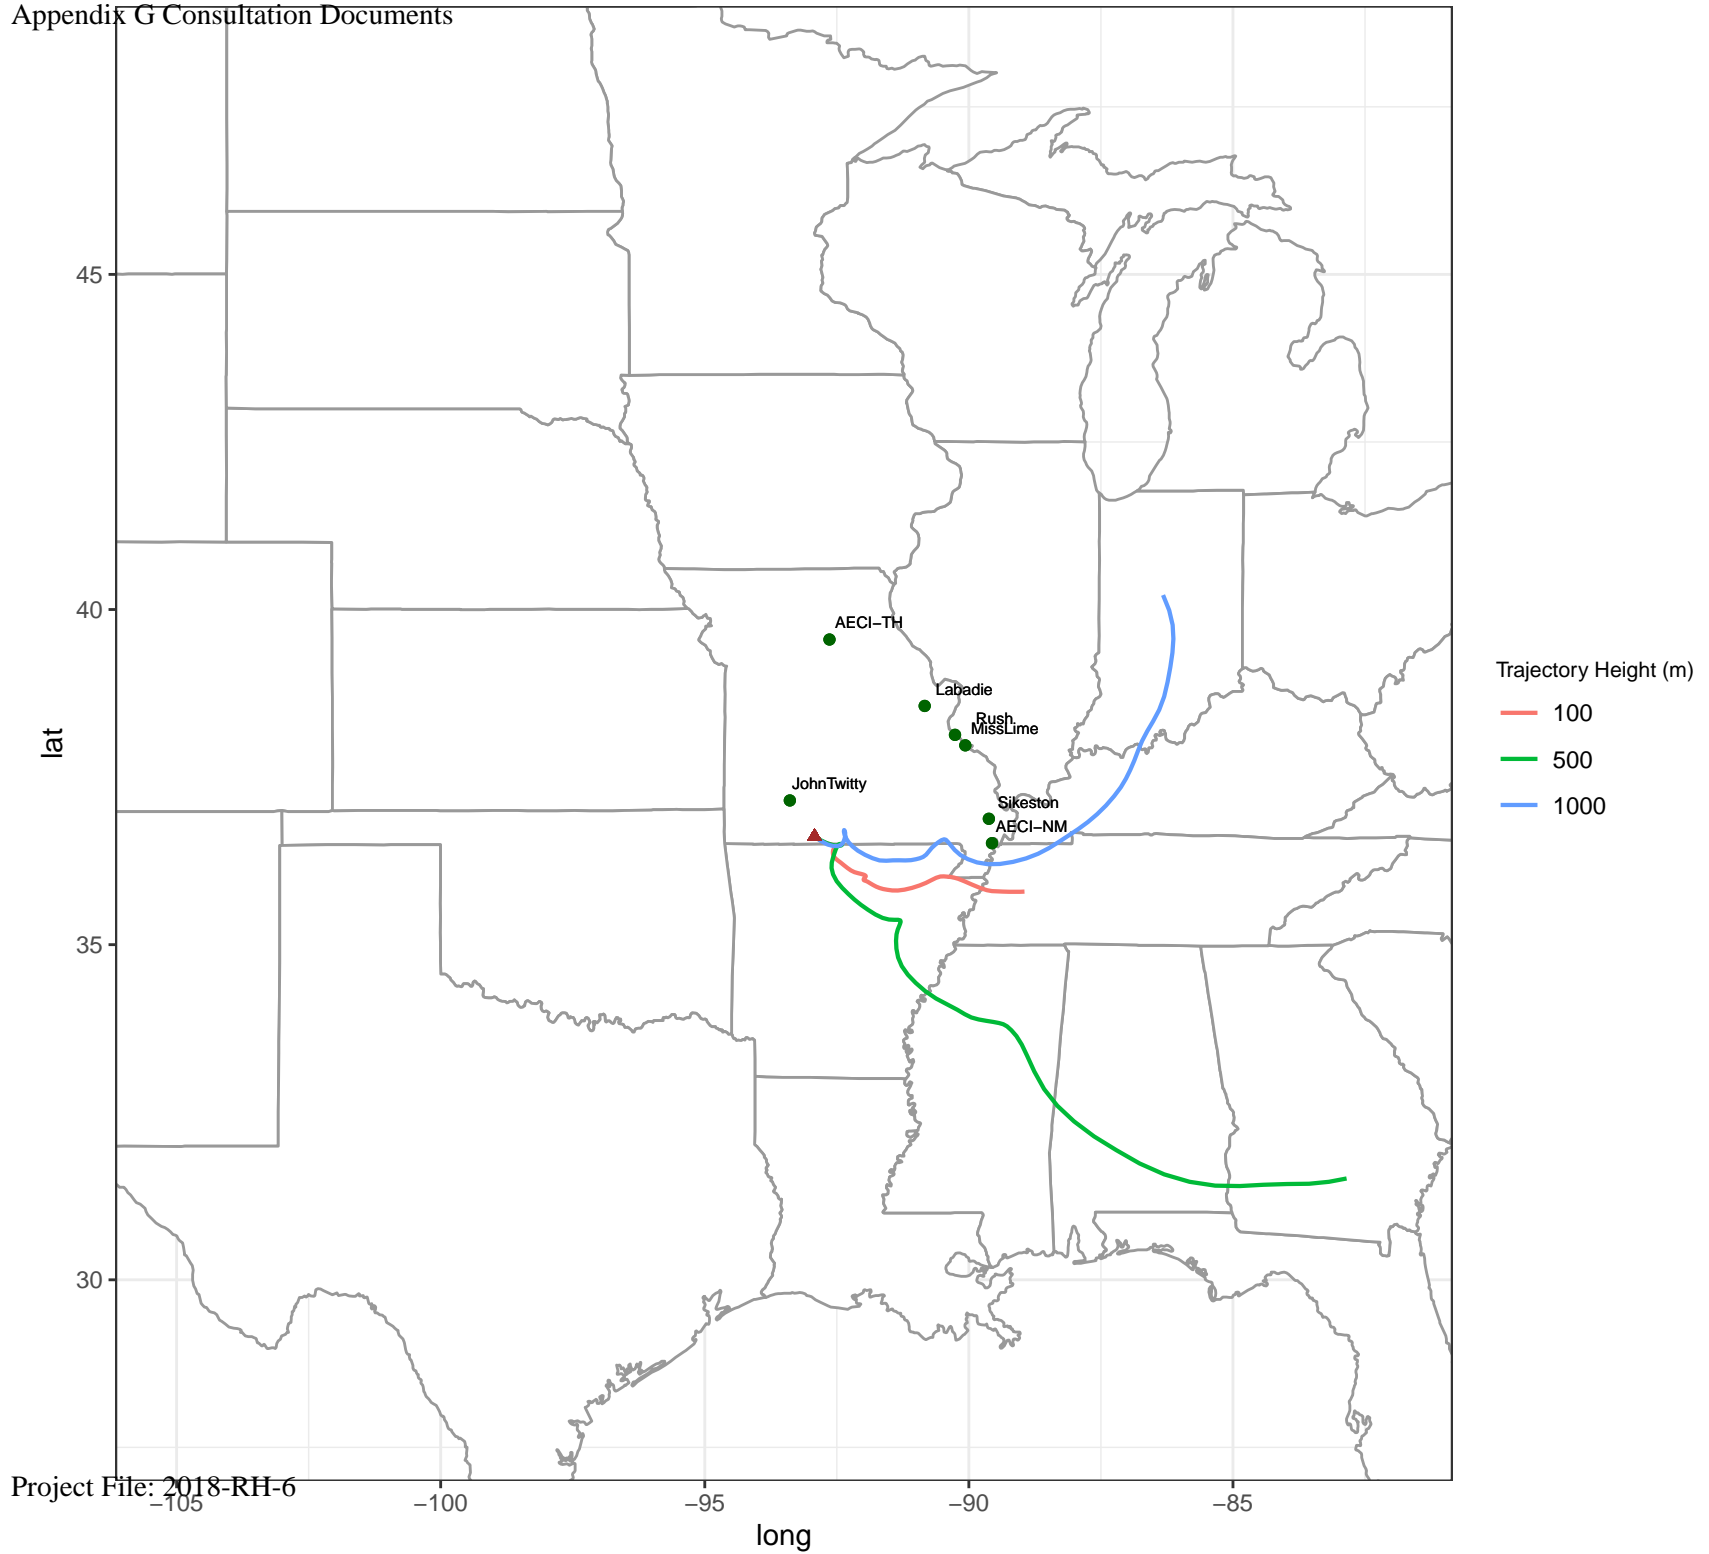 Appendix G Consultation Documents
45
40
35
30
lat
AECI−TH
Labadie
Rush
MissLime
JohnTwitty
Sikeston
AECI−NM
Trajectory Height (m)
100
500
1000
Project File: 2018-RH-6
−105
−100
−95
−90
−85
long